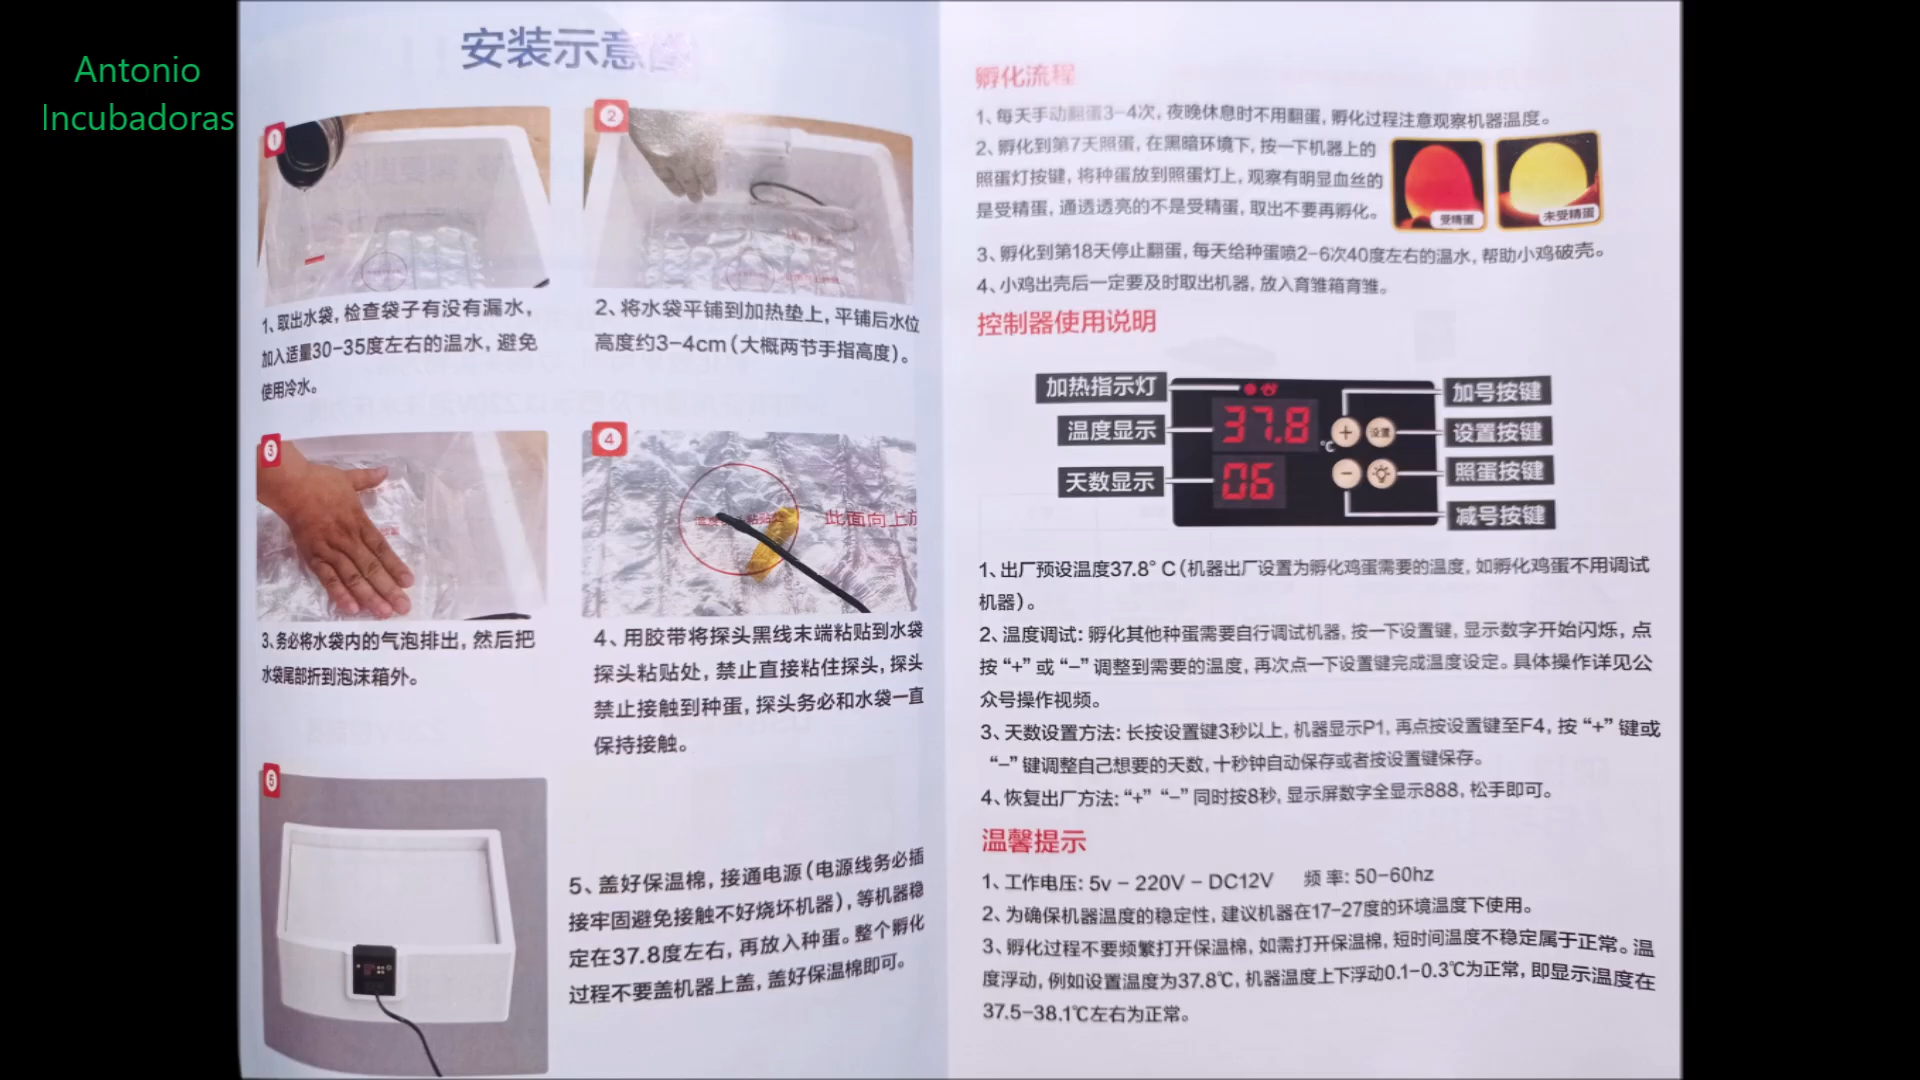 Antonio
Incubadoras
安装示意
1
2
1、取出水袋，检查袋子有没有漏水，
加入适量30-35度左右的温水，避免
使用冷水。
2、将水袋平铺到加热垫上，平铺后水位
高度约3-4cm（大概两节手指高度）。
3
4
此面向上
3、务必将水袋内的气泡排出，然后把
水袋尾部折到泡沫箱外。
4、用胶带将探头黑线末端粘贴到水袋
探头粘贴处，禁止直接粘住探头，探头
禁止接触到种蛋，探头务必和水袋一直
保持接触。
5
5、盖好保温棉，接通电源（电源线务必插
接牢固避免接触不好烧坏机器），等机器稳
定在37.8度左右，再放入种蛋。整个孵化
过程不要盖机器上盖，盖好保温棉即可。
孵化流程
1、每天手动翻蛋3-4次，夜晚休息时不用翻蛋，孵化过程注意观察机器温度。
2、孵化到第7天照蛋，在黑暗环境下，按一下机器上的
照蛋灯按键，将种蛋放到照蛋灯上，观察有明显血丝的
是受精蛋，通透透亮的不是受精蛋，取出不要再孵化。
受精蛋
未受精蛋
3、孵化到第18天停止翻蛋，每天给种蛋喷2-6次40度左右的温水，帮助小鸡破壳。
4、小鸡出壳后一定要及时取出机器，放入育雏箱育雏。
控制器使用说明
加热指示灯
温度显示
天数显示
37.8
℃
06
+
设置
-
加号按键
设置按键
照蛋按键
减号按键
1、出厂预设温度37.8° C（机器出厂设置为孵化鸡蛋需要的温度，如孵化鸡蛋不用调试
机器）。
2、温度调试：孵化其他种蛋需要自行调试机器，按一下设置键，显示数字开始闪烁，点
按“+”或“-”调整到需要的温度，再次点一下设置键完成温度设定。具体操作详见公
众号操作视频。
3、天数设置方法：长按设置键3秒以上，机器显示P1，再点按设置键至F4，按“+”键或
“-”键调整自己想要的天数，十秒钟自动保存或者按设置键保存。
4、恢复出厂方法：“+”“-”同时按8秒，显示屏数字全显示888，松手即可。
温馨提示
1、工作电压：5v - 220V - DC12V 频 率：50-60hz
2、为确保机器温度的稳定性，建议机器在17-27度的环境温度下使用。
3、孵化过程不要频繁打开保温棉，如需打开保温棉，短时间温度不稳定属于正常。温
度浮动，例如设置温度为37.8℃，机器温度上下浮动0.1-0.3℃为正常，即显示温度在
37.5-38.1℃左右为正常。